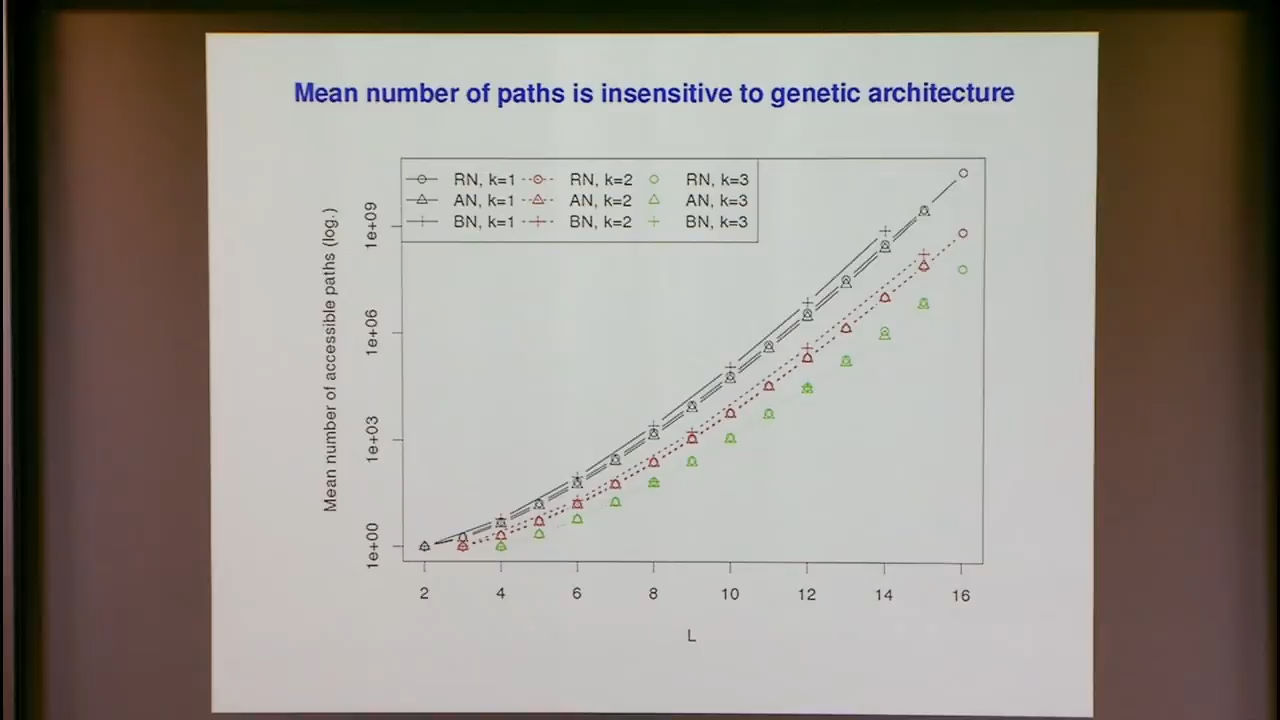 Mean number of paths is insensitive to genetic architecture
RN, k=1 RN, k=2 RN, k=3
AN, k=1 AN, k=2 AN, k=3
BN, k=1 BN, k=2 BN, k=3
Mean number of accessible paths (log.)
1e+09
1e+06
1e+03
1e+00
2 4 6 8 10 12 14 16
L